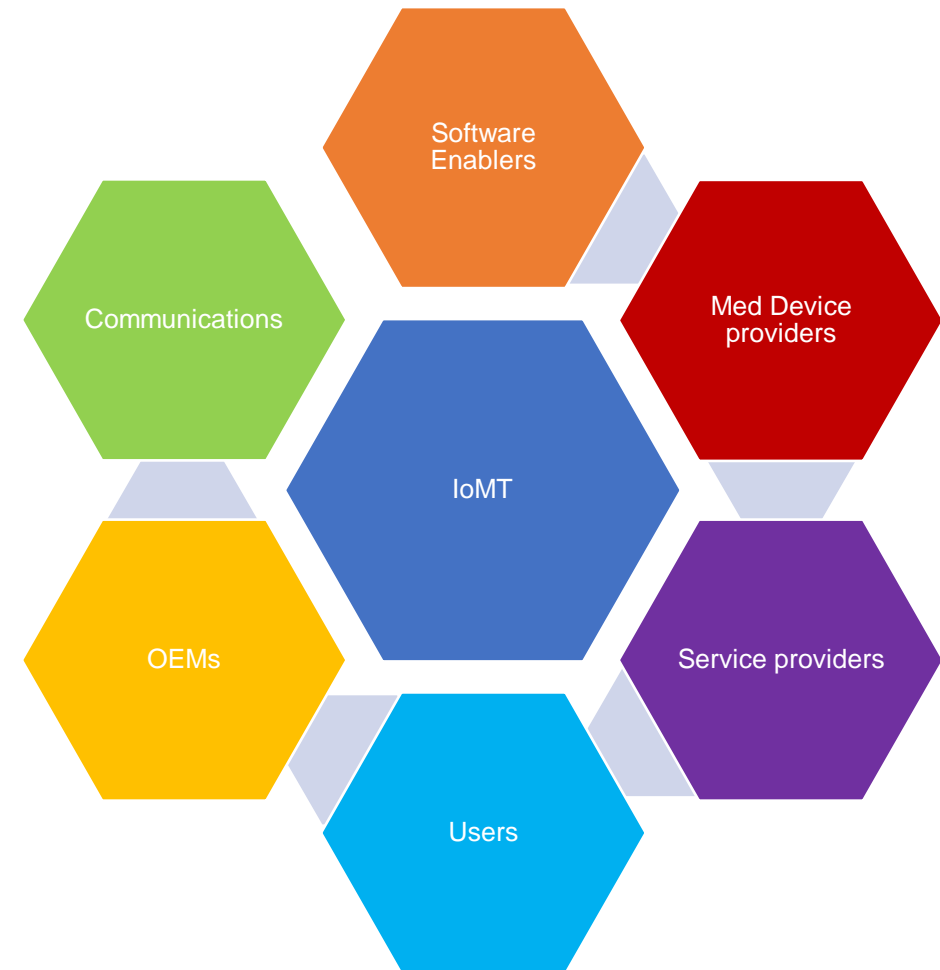 Software
Enablers
Communications
Med Device
providers
IoMT
OEMs
Service providers
Users